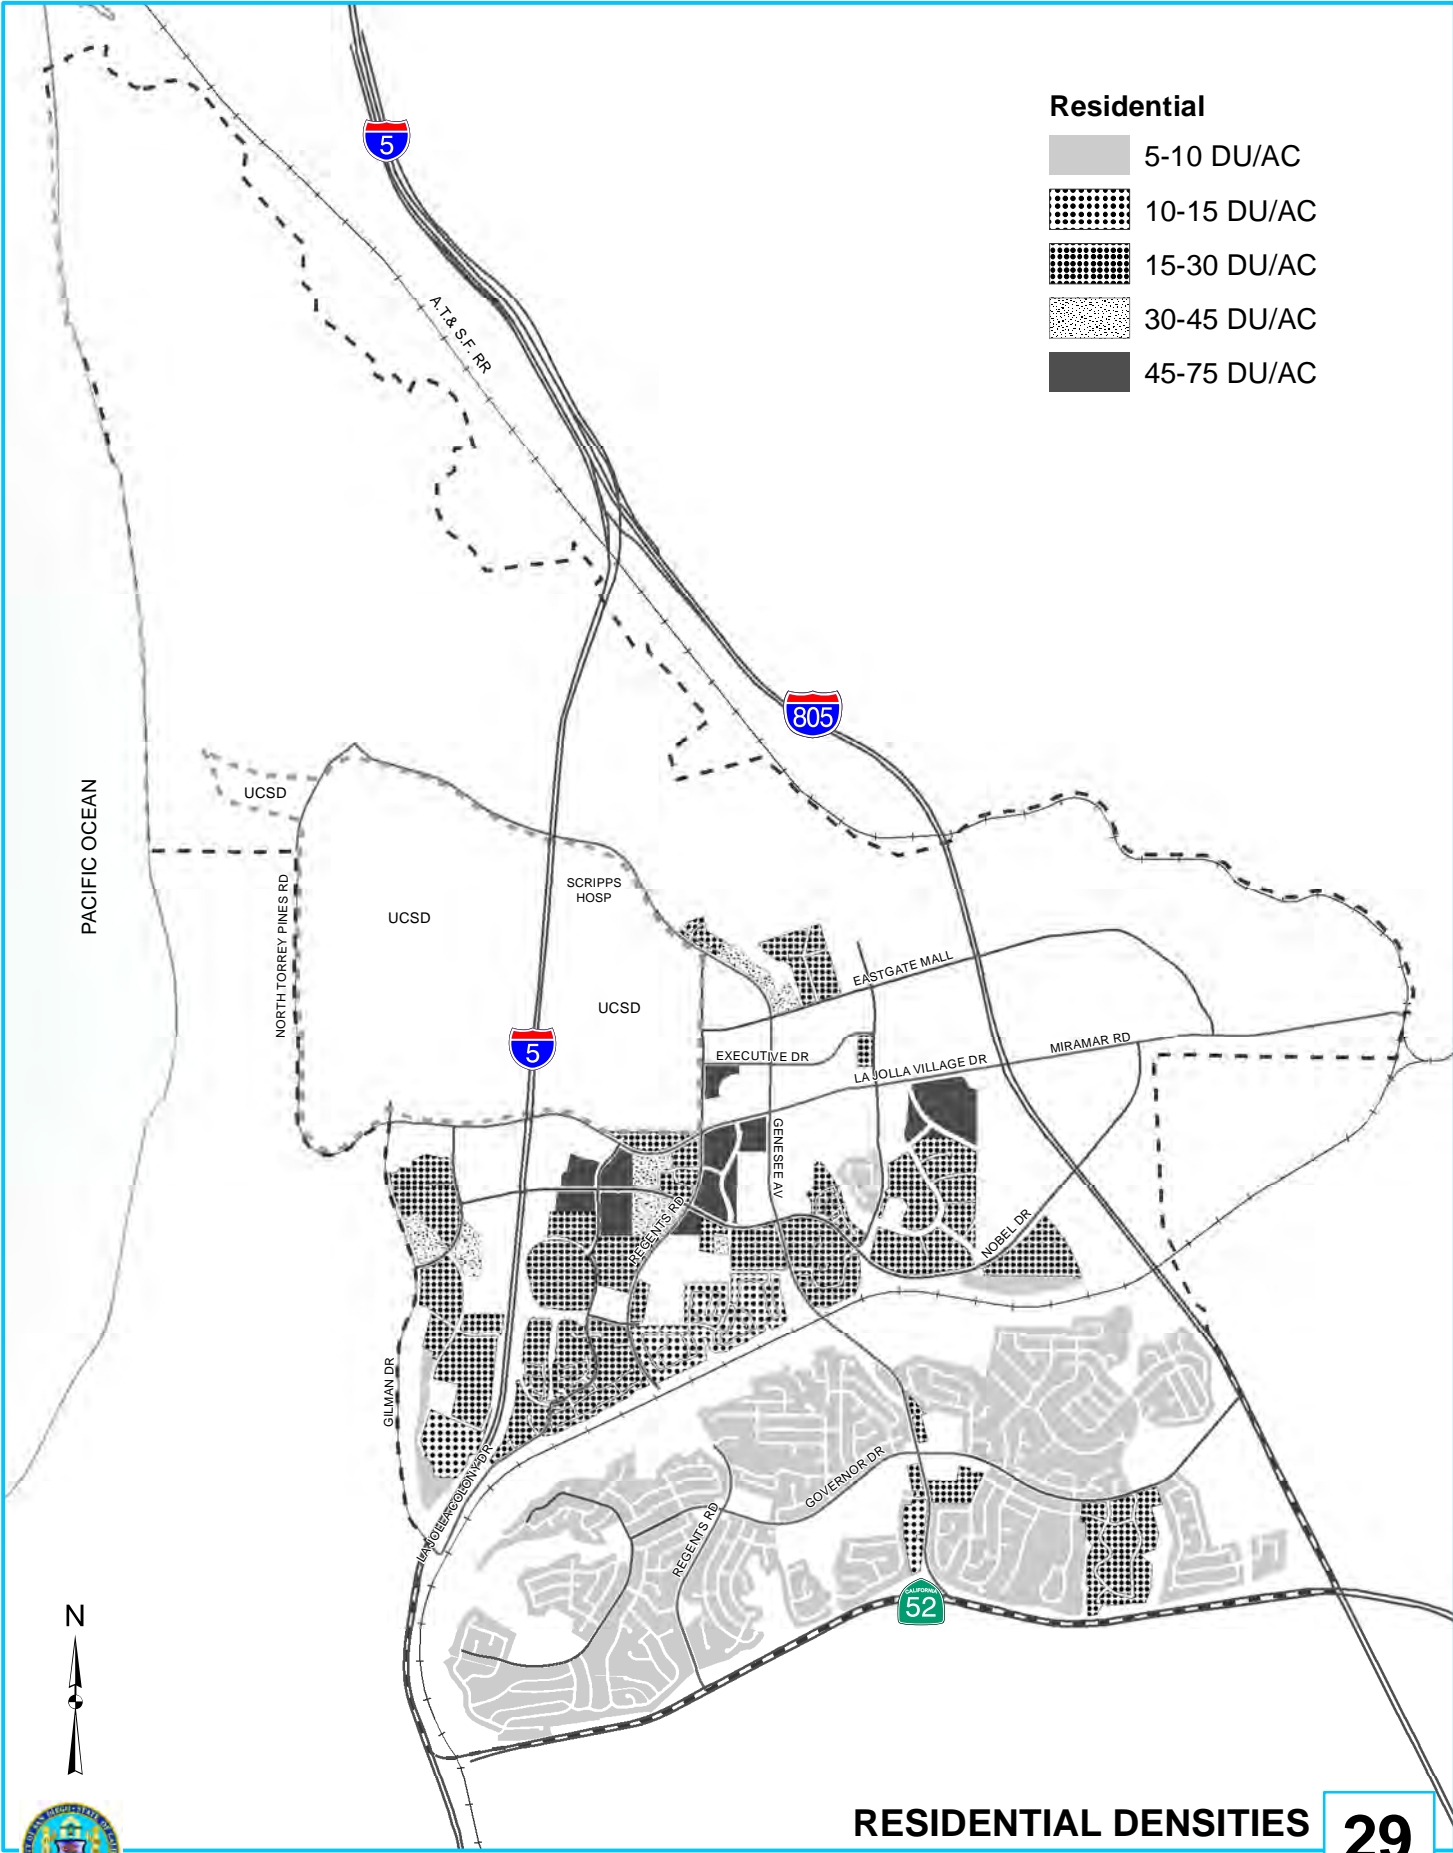 Residential
5-10 DU/AC
10-15 DU/AC
15-30 DU/AC
30-45 DU/AC
45-75 DU/AC
5
A.T.& S.F. RR
805
UCSD
PACIFIC OCEAN
NORTH TORREY PINES RD
UCSD
SCRIPPS
HOSP
UCSD
EASTGATE MALL
5
EXECUTIVE DR
LA JOLLA VILLAGE DR
MIRAMAR RD
GENESEE AV
REGENTS RD
NOBEL DR
GILMAN DR
LA JOLLA COLONY DR
GOVERNOR DR
REGENTS RD
CALIFORNIA
52
N
RESIDENTIAL DENSITIES
29